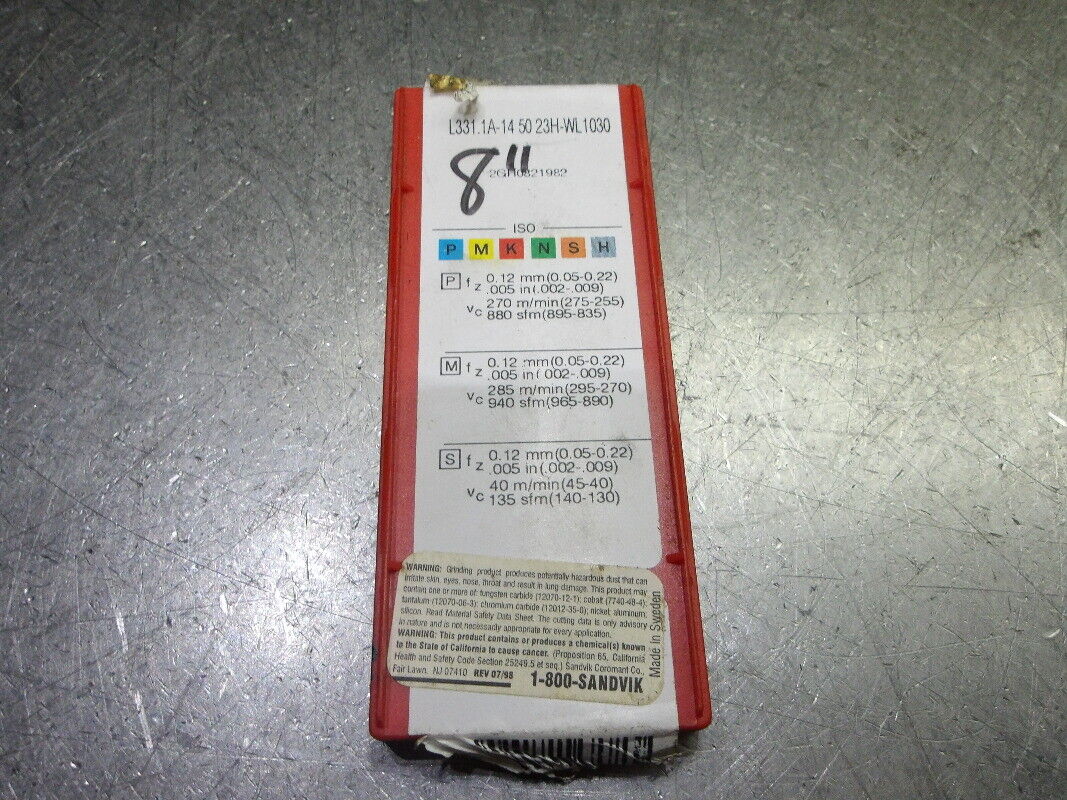 L331.1A-14 50 23H-WL1030
8"
2GH0821982
ISO
P M K N S H
P fz 0.12 mm(0.05-0.22)
.005 in(.002-.009)
vc 270 m/min(275-255)
880 sfm(895-835)
M fz 0.12 mm(0.05-0.22)
.005 in(.002-.009)
vc 285 m/min(295-270)
940 sfm(965-890)
S fz 0.12 mm(0.05-0.22)
.005 in(.002-.009)
vc 40 m/min(45-40)
135 sfm(140-130)
WARNING: Grinding product produces potentially hazardous dust that can
irritate skin, eyes, nose, throat and result in lung damage. This product may
contain one or more of: tungsten carbide (12070-12-1); cobalt (7740-48-4);
tantalum (12070-06-3); chromium carbide (12012-35-0); nickel; aluminum;
silicon. Read Material Safety Data Sheet. The cutting data is only advisory
in nature and is not necessarily appropriate for every application.
WARNING: This product contains or produces a chemical(s) known
to the State of California to cause cancer. (Proposition 65, California
Health and Safety Code Section 25249.5 et seq.) Sandvik Coromant Co.,
Fair Lawn, NJ 07410 REV 07/98 1-800-SANDVIK
Made in Sweden